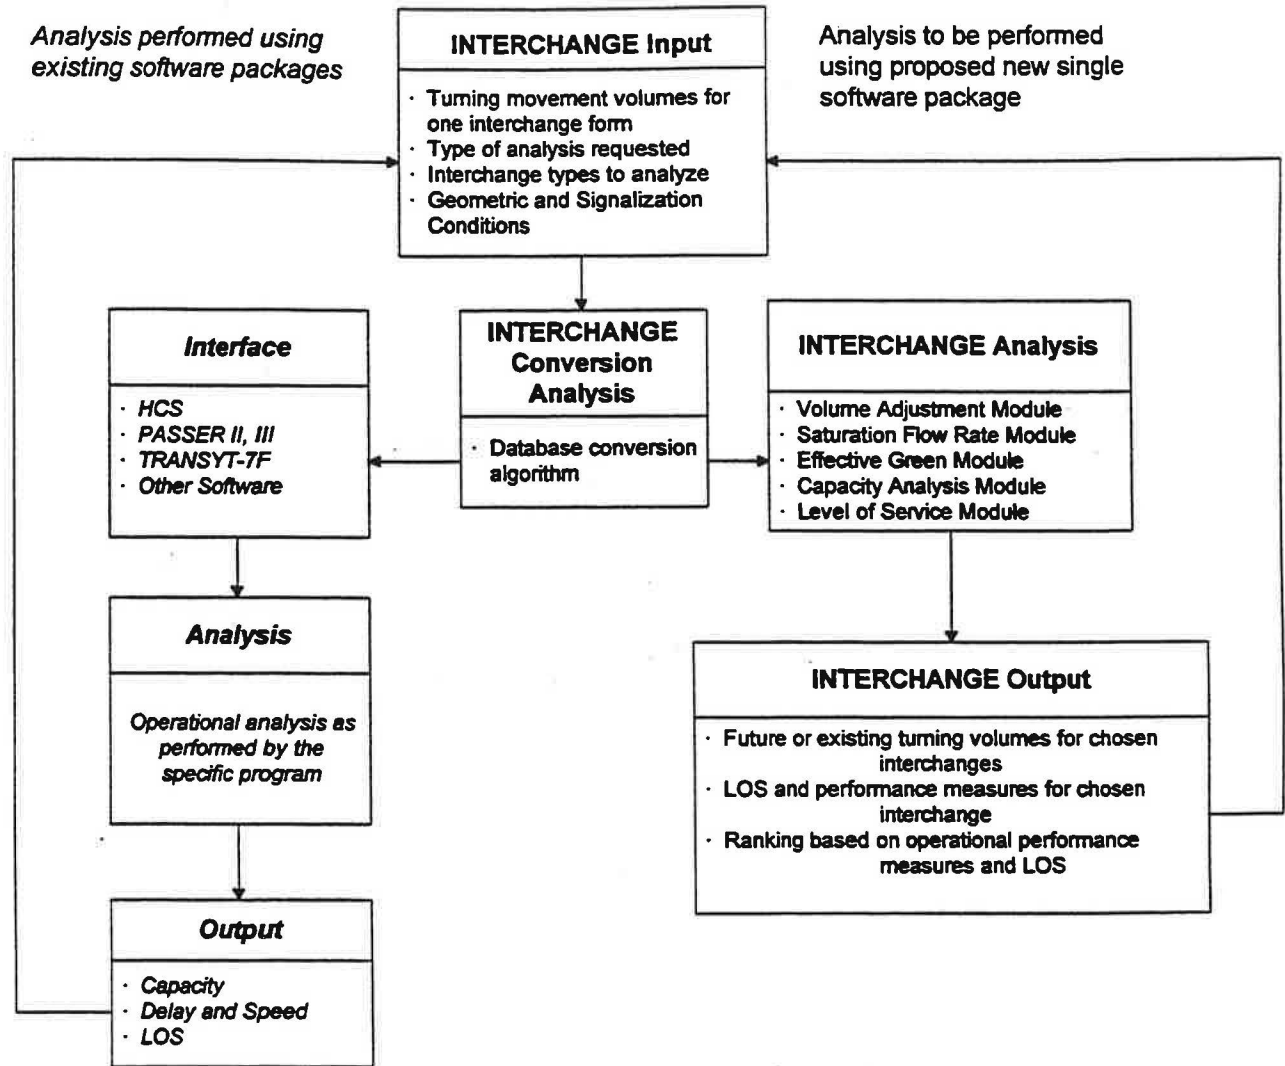 Analysis performed using
existing software packages
INTERCHANGE Input
· Turning movement volumes for
one interchange form
· Type of analysis requested
· Interchange types to analyze
· Geometric and Signalization
Conditions
Analysis to be performed
using proposed new single
software package
Interface
· HCS
· PASSER II, III
· TRANSYT-7F
· Other Software
INTERCHANGE
Conversion
Analysis
· Database conversion
algorithm
INTERCHANGE Analysis
· Volume Adjustment Module
· Saturation Flow Rate Module
· Effective Green Module
· Capacity Analysis Module
· Level of Service Module
Analysis
Operational analysis as
performed by the
specific program
INTERCHANGE Output
· Future or existing turning volumes for chosen
interchanges
· LOS and performance measures for chosen
interchange
· Ranking based on operational performance
measures and LOS
Output
· Capacity
· Delay and Speed
· LOS